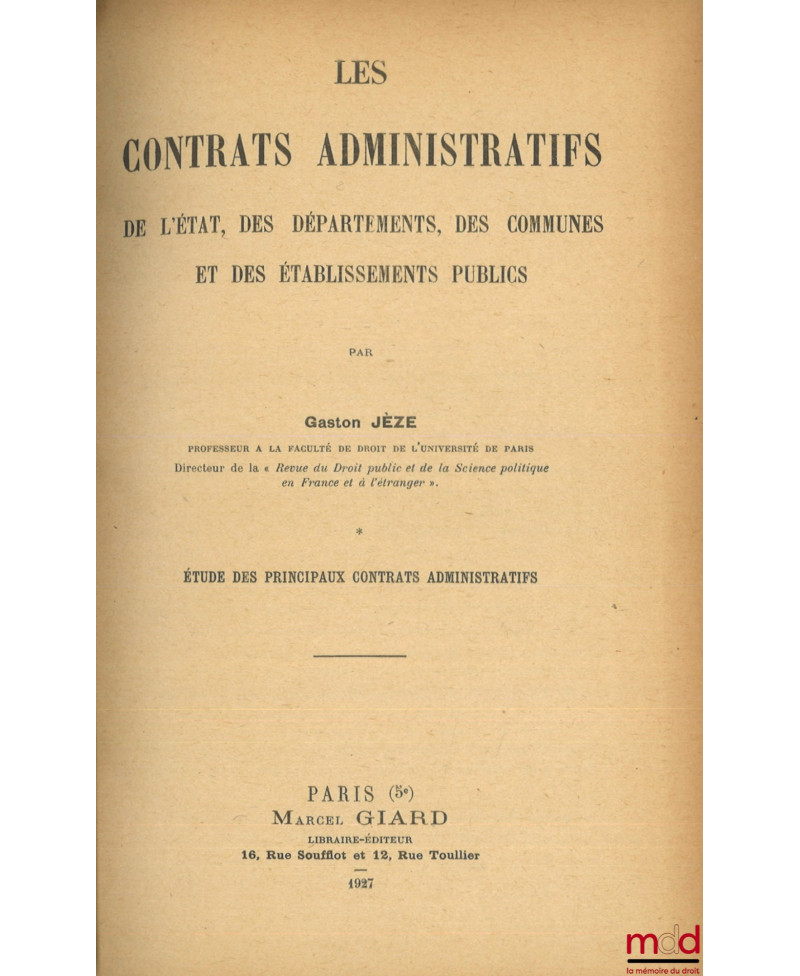 LES
CONTRATS ADMINISTRATIFS
DE L'ÉTAT, DES DÉPARTEMENTS, DES COMMUNES
ET DES ÉTABLISSEMENTS PUBLICS
PAR
Gaston JÈZE
PROFESSEUR A LA FACULTÉ DE DROIT DE L'UNIVERSITÉ DE PARIS
Directeur de la « Revue du Droit public et de la Science politique
en France et à l'étranger ».
*
ÉTUDE DES PRINCIPAUX CONTRATS ADMINISTRATIFS
PARIS (5e)
MARCEL GIARD
LIBRAIRE-ÉDITEUR
16, Rue Soufflot et 12, Rue Toullier
1927
mdd
la mémoire du droit